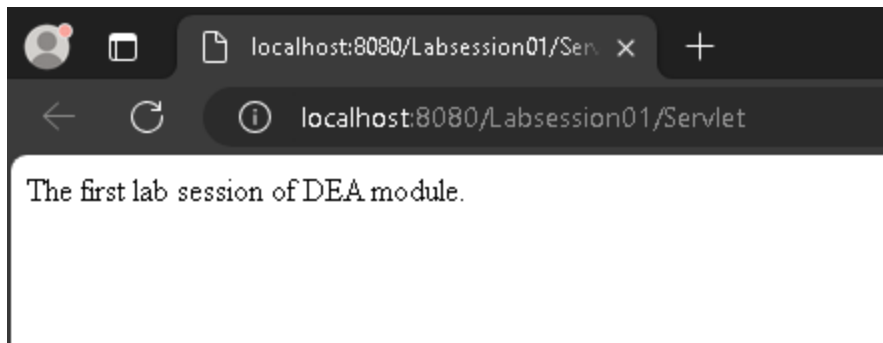 localhost:8080/Labsession01/Ser
localhost:8080/Labsession01/Servlet
The first lab session of DEA module.